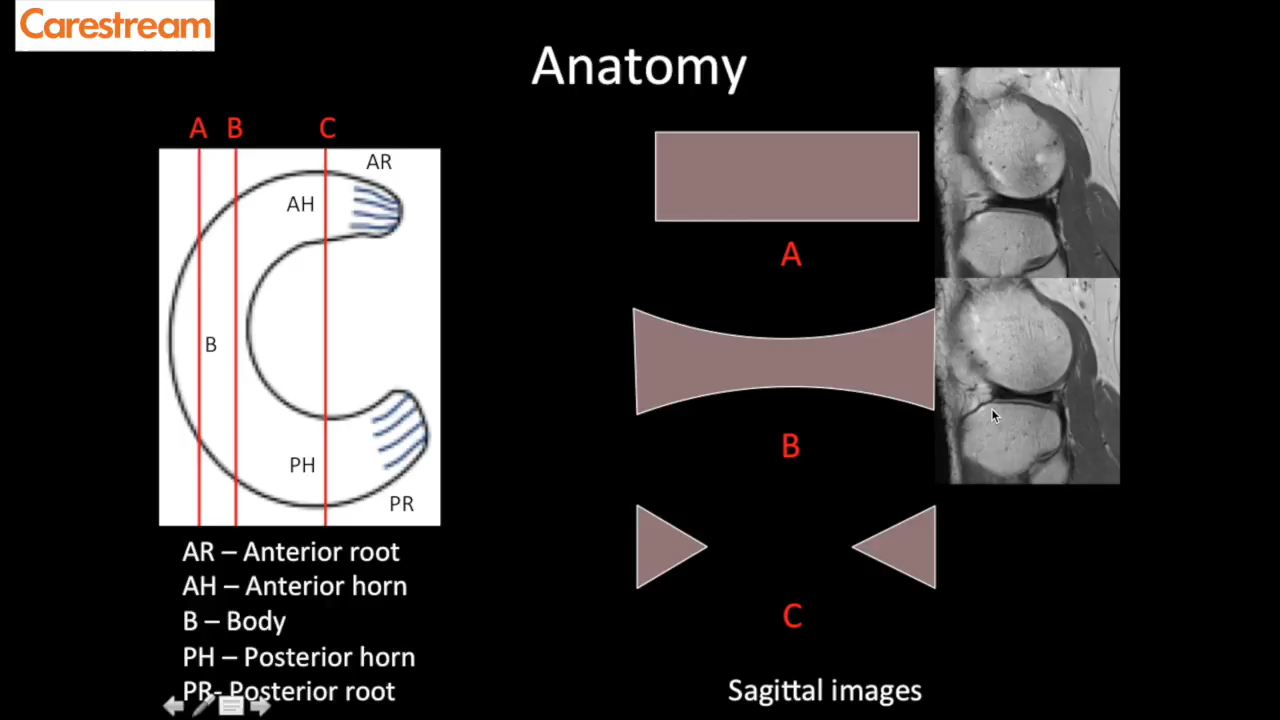 Carestream
Anatomy
A B C
AR
AH
B
PH
PR
AR – Anterior root
AH – Anterior horn
B – Body
PH – Posterior horn
PR- Posterior root
A
B
C
Sagittal images